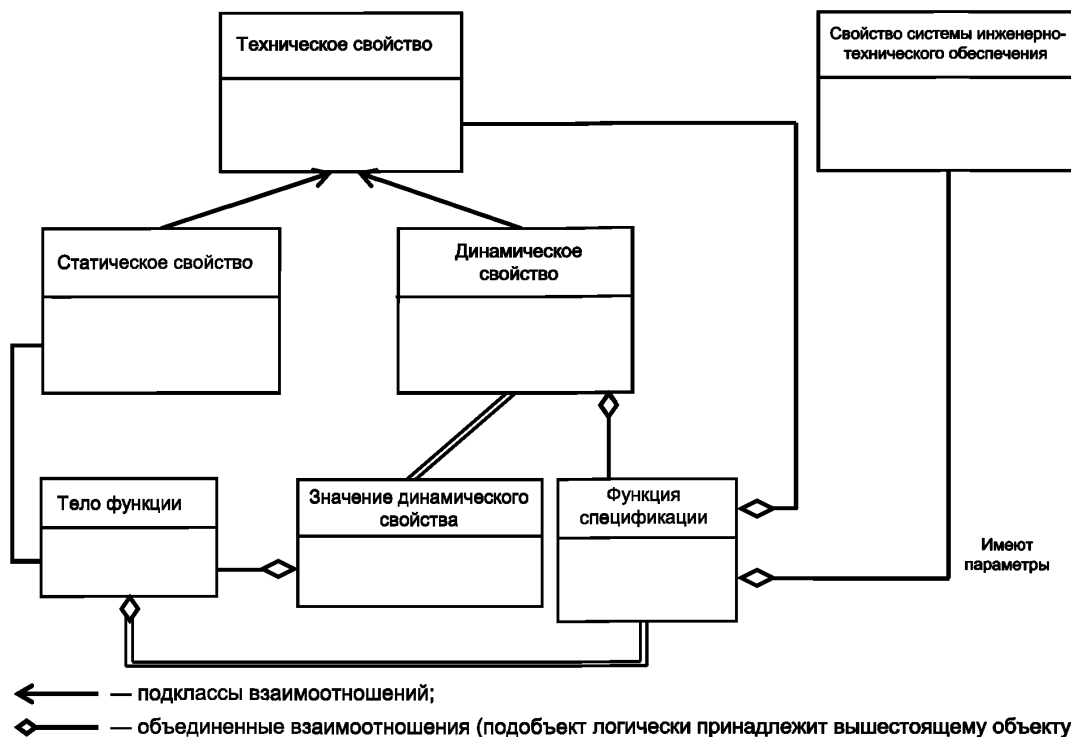 Техническое свойство
Свойство системы инженерно-
технического обеспечения
Статическое свойство
Динамическое
свойство
Тело функции
Значение динамического
свойства
Функция
спецификации
Имеют
параметры
— подклассы взаимоотношений;
— объединенные взаимоотношения (подобъект логически принадлежит вышестоящему объекту